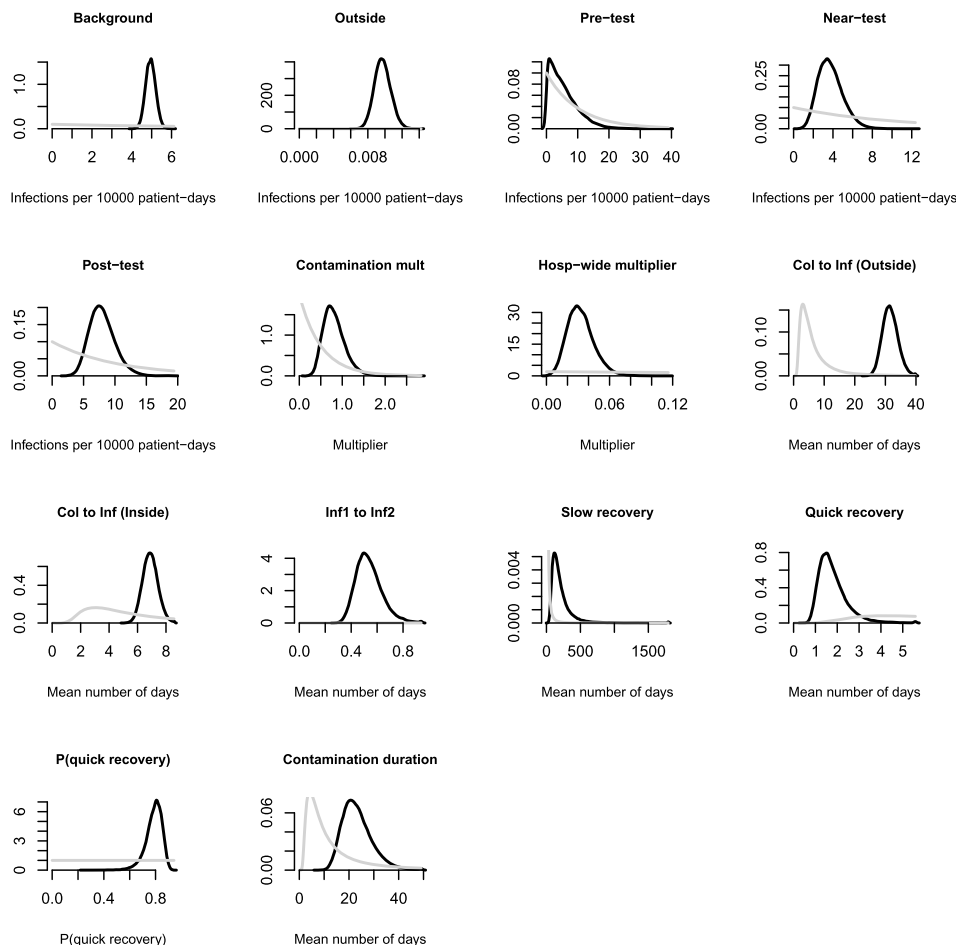 Background
Outside
Pre−test
Near−test
0.0 1.0
0 2 4 6
Infections per 10000 patient−days
0 200
0.000 0.008
Infections per 10000 patient−days
0.00 0.08
0 10 20 30 40
Infections per 10000 patient−days
0.00 0.25
0 4 8 12
Infections per 10000 patient−days
Post−test
Contamination mult
Hosp−wide multiplier
Col to Inf (Outside)
0.00 0.15
0 5 10 15 20
Infections per 10000 patient−days
0.0 1.0
0.0 1.0 2.0
Multiplier
0 15 30
0.00 0.06 0.12
Multiplier
0.00 0.10
0 10 20 30 40
Mean number of days
Col to Inf (Inside)
Inf1 to Inf2
Slow recovery
Quick recovery
0.0 0.4
0 2 4 6 8
Mean number of days
0 2 4
0.0 0.4 0.8
Mean number of days
0.000 0.004
0 500 1500
Mean number of days
0.0 0.4 0.8
0 1 2 3 4 5
Mean number of days
P(quick recovery)
Contamination duration
0 3 6
0.0 0.4 0.8
P(quick recovery)
0.00 0.06
0 20 40
Mean number of days